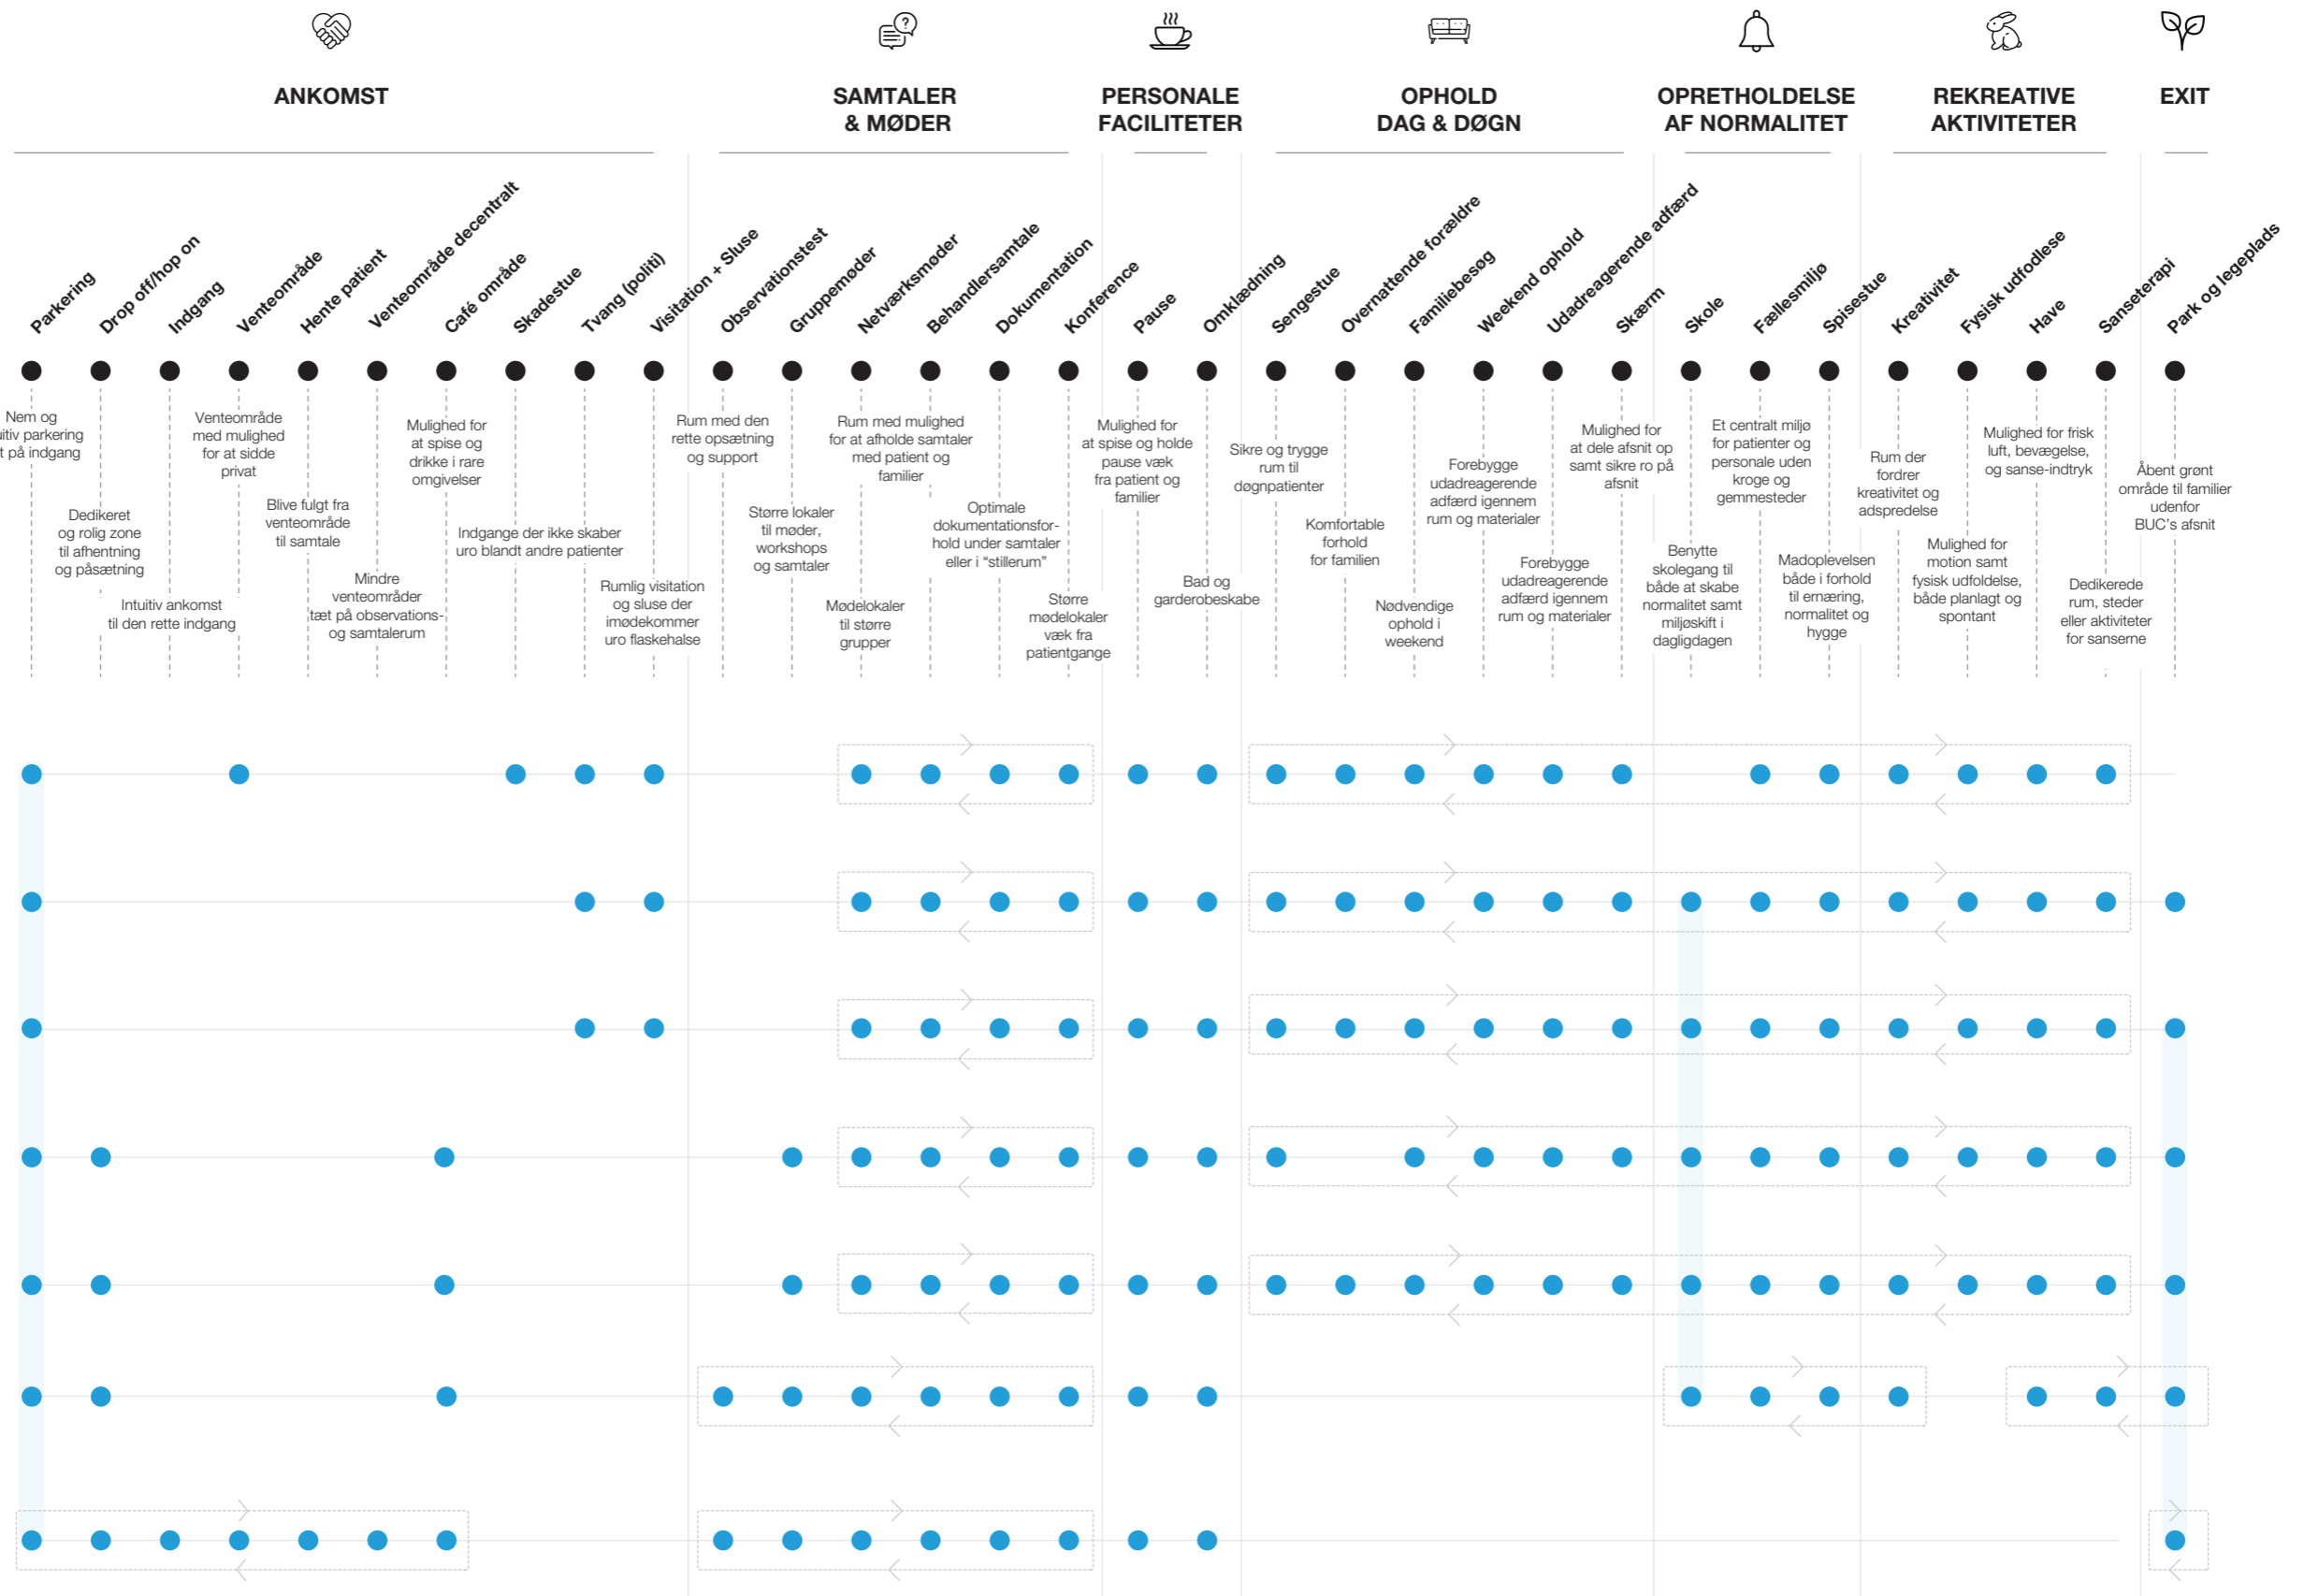 ANKOMST
SAMTALER
& MØDER
PERSONALE
FACILITETER
OPHOLD
DAG & DØGN
OPRETHOLDELSE
AF NORMALITET
REKREATIVE
AKTIVITETER
EXIT
Parkering
Drop off/hop on
Indgang
Venteområde
Hente patient
Venteområde decentralt
Café område
Skadestue
Tvang (politi)
Visitation + Sluse
Observationstest
Gruppemøder
Netværksmøder
Behandlersamtale
Dokumentation
Konference
Pause
Omklædning
Sengestue
Overnattende forældre
Familiebesøg
Weekend ophold
Udadreagerende adfærd
Skærm
Skole
Fællesmiljø
Spisestue
Kreativitet
Fysisk udfodlese
Have
Sanseterapi
Park og legeplads
Nem og
uitiv parkering
t på indgang
Dedikeret
og rolig zone
til afhentning
og påsætning
Intuitiv ankomst
til den rette indgang
Venteområde
med mulighed
for at sidde
privat
Blive fulgt fra
venteområde
til samtale
Mindre
venteområder
tæt på observations-
og samtalerum
Mulighed for
at spise og
drikke i rare
omgivelser
Indgange der ikke skaber
uro blandt andre patienter
Rumlig visitation
og sluse der
imødekommer
uro flaskehalse
Rum med den
rette opsætning
og support
Større lokaler
til møder,
workshops
og samtaler
Mødelokaler
til større
grupper
Rum med mulighed
for at afholde samtaler
med patient og
familier
Optimale
dokumentationsfor-
hold under samtaler
eller i “stillerum”
Større
mødelokaler
væk fra
patientgange
Mulighed for
at spise og holde
pause væk
fra patient og
familier
Bad og
garderobeskabe
Sikre og trygge
rum til
døgnpatienter
Komfortable
forhold
for familien
Nødvendige
ophold i
weekend
Forebygge
udadreagerende
adfærd igennem
rum og materialer
Forebygge
udadreagerende
adfærd igennem
rum og materialer
Mulighed for
at dele afsnit op
samt sikre ro på
afsnit
Benytte
skolegang til
både at skabe
normalitet samt
miljøskift i
dagligdagen
Et centralt miljø
for patienter og
personale uden
kroge og
gemmesteder
Madoplevelsen
både i forhold
til ernæring,
normalitet og
hygge
Rum der
fordrer
kreativitet og
adspredelse
Mulighed for
motion samt
fysisk udfoldelse,
både planlagt og
spontant
Mulighed for frisk
luft, bevægelse,
og sanse-indtryk
Dedikerede
rum, steder
eller aktiviteter
for sanserne
Åbent grønt
område til familier
udenfor
BUC's afsnit